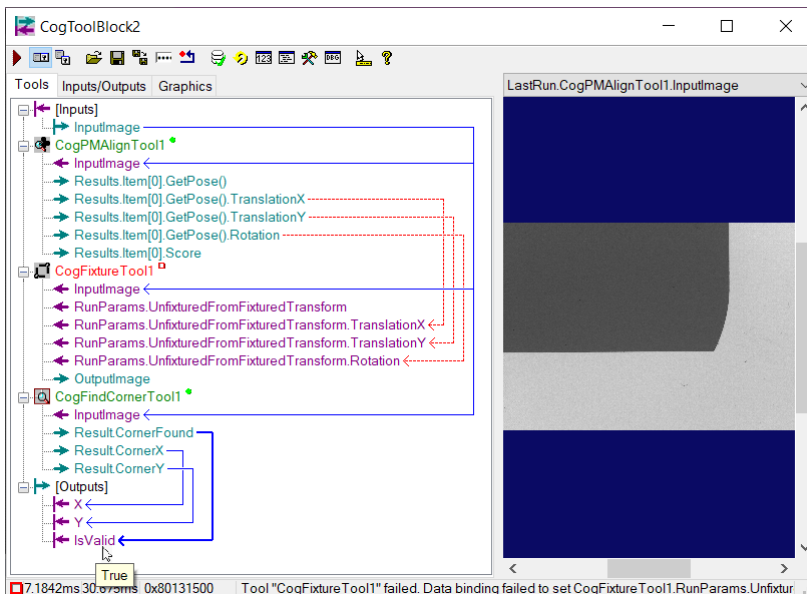 CogToolBlock2
Tools Inputs/Outputs Graphics
LastRun.CogPMAlignTool1.InputImage
[Inputs]
InputImage
CogPMAlignTool1
InputImage
Results.Item[0].GetPose()
Results.Item[0].GetPose().TranslationX
Results.Item[0].GetPose().TranslationY
Results.Item[0].GetPose().Rotation
Results.Item[0].Score
CogFixtureTool1
InputImage
RunParams.UnfixturedFromFixturedTransform
RunParams.UnfixturedFromFixturedTransform.TranslationX
RunParams.UnfixturedFromFixturedTransform.TranslationY
RunParams.UnfixturedFromFixturedTransform.Rotation
OutputImage
CogFindCornerTool1
InputImage
Result.CornerFound
Result.CornerX
Result.CornerY
[Outputs]
X
Y
IsValid
True
7.1842ms 0x80131500 Tool "CogFixtureTool1" failed. Data binding failed to set CogFixtureTool1.RunParams.Unfixtur